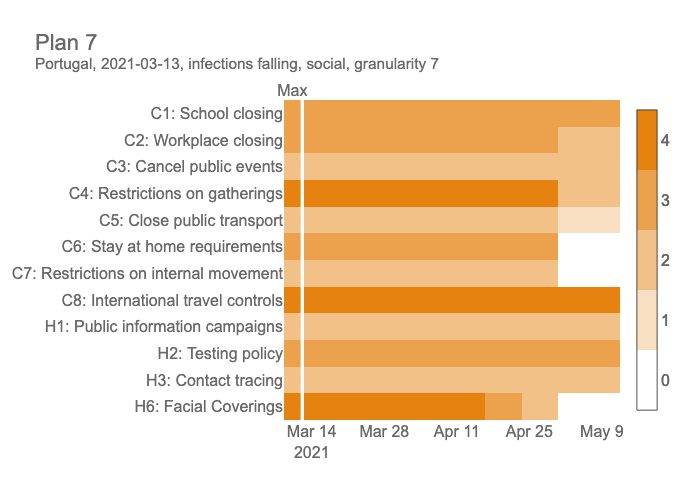 Plan 7
Portugal, 2021-03-13, infections falling, social, granularity 7
Max
C1: School closing
C2: Workplace closing
C3: Cancel public events
C4: Restrictions on gatherings
C5: Close public transport
C6: Stay at home requirements
C7: Restrictions on internal movement
C8: International travel controls
H1: Public information campaigns
H2: Testing policy
H3: Contact tracing
H6: Facial Coverings
Mar 14 Mar 28 Apr 11 Apr 25 May 9
2021
4
3
2
1
0